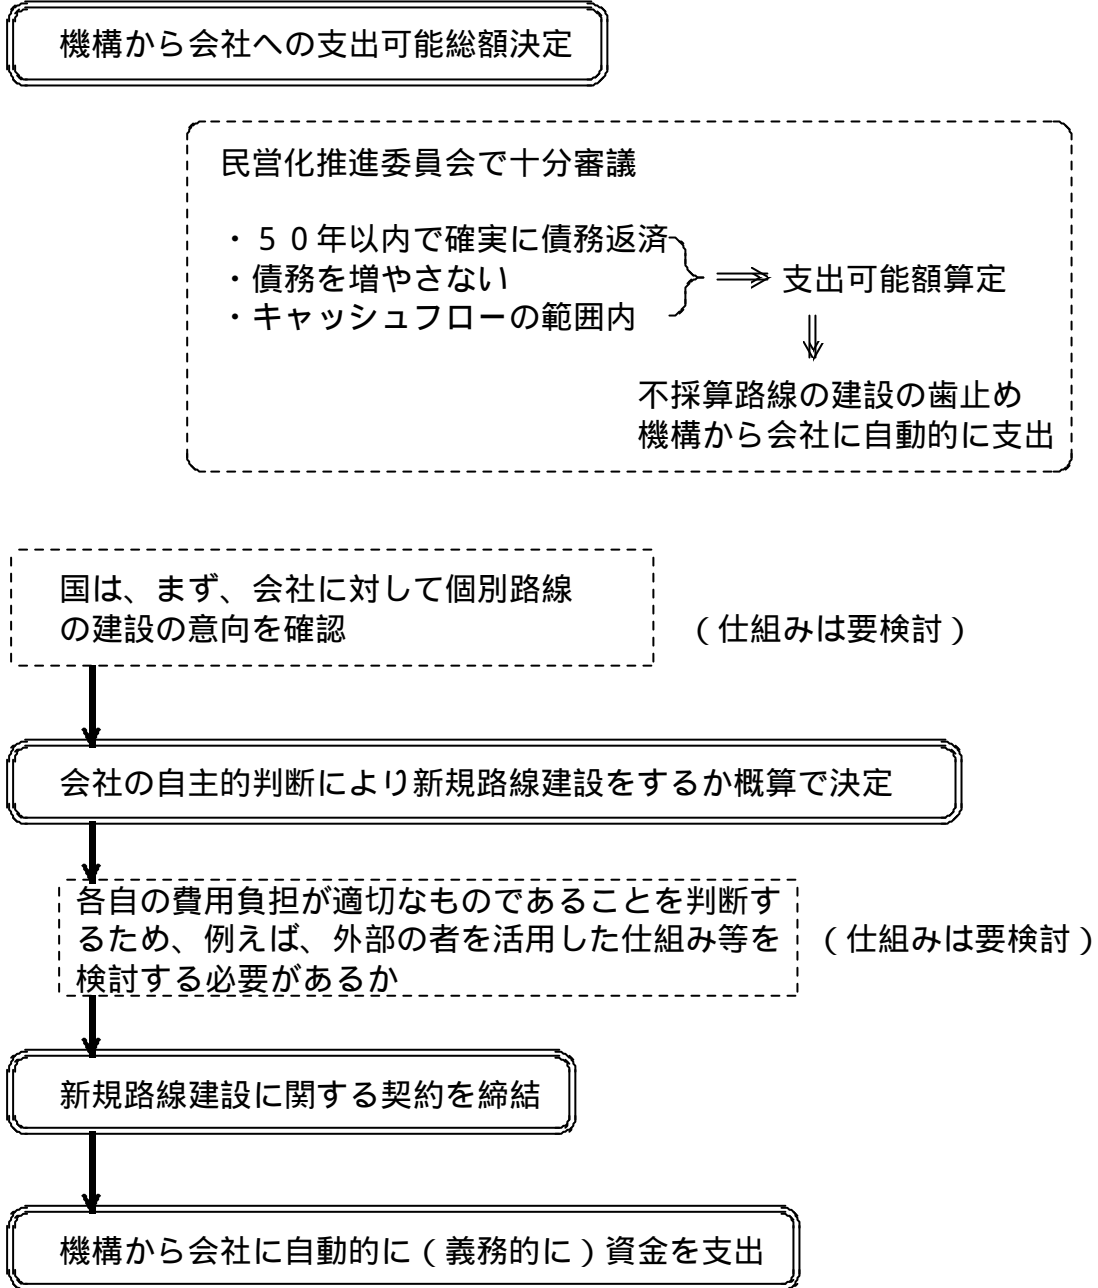 機構から会社への支出可能総額決定
民営化推進委員会で十分審議
・５０年以内で確実に債務返済
・債務を増やさない
・キャッシュフローの範囲内
支出可能額算定
不採算路線の建設の歯止め
機構から会社に自動的に支出
国は、まず、会社に対して個別路線
の建設の意向を確認
（仕組みは要検討）
会社の自主的判断により新規路線建設をするか概算で決定
各自の費用負担が適切なものであることを判断す
るため、例えば、外部の者を活用した仕組み等を
検討する必要があるか
（仕組みは要検討）
新規路線建設に関する契約を締結
機構から会社に自動的に（義務的に）資金を支出